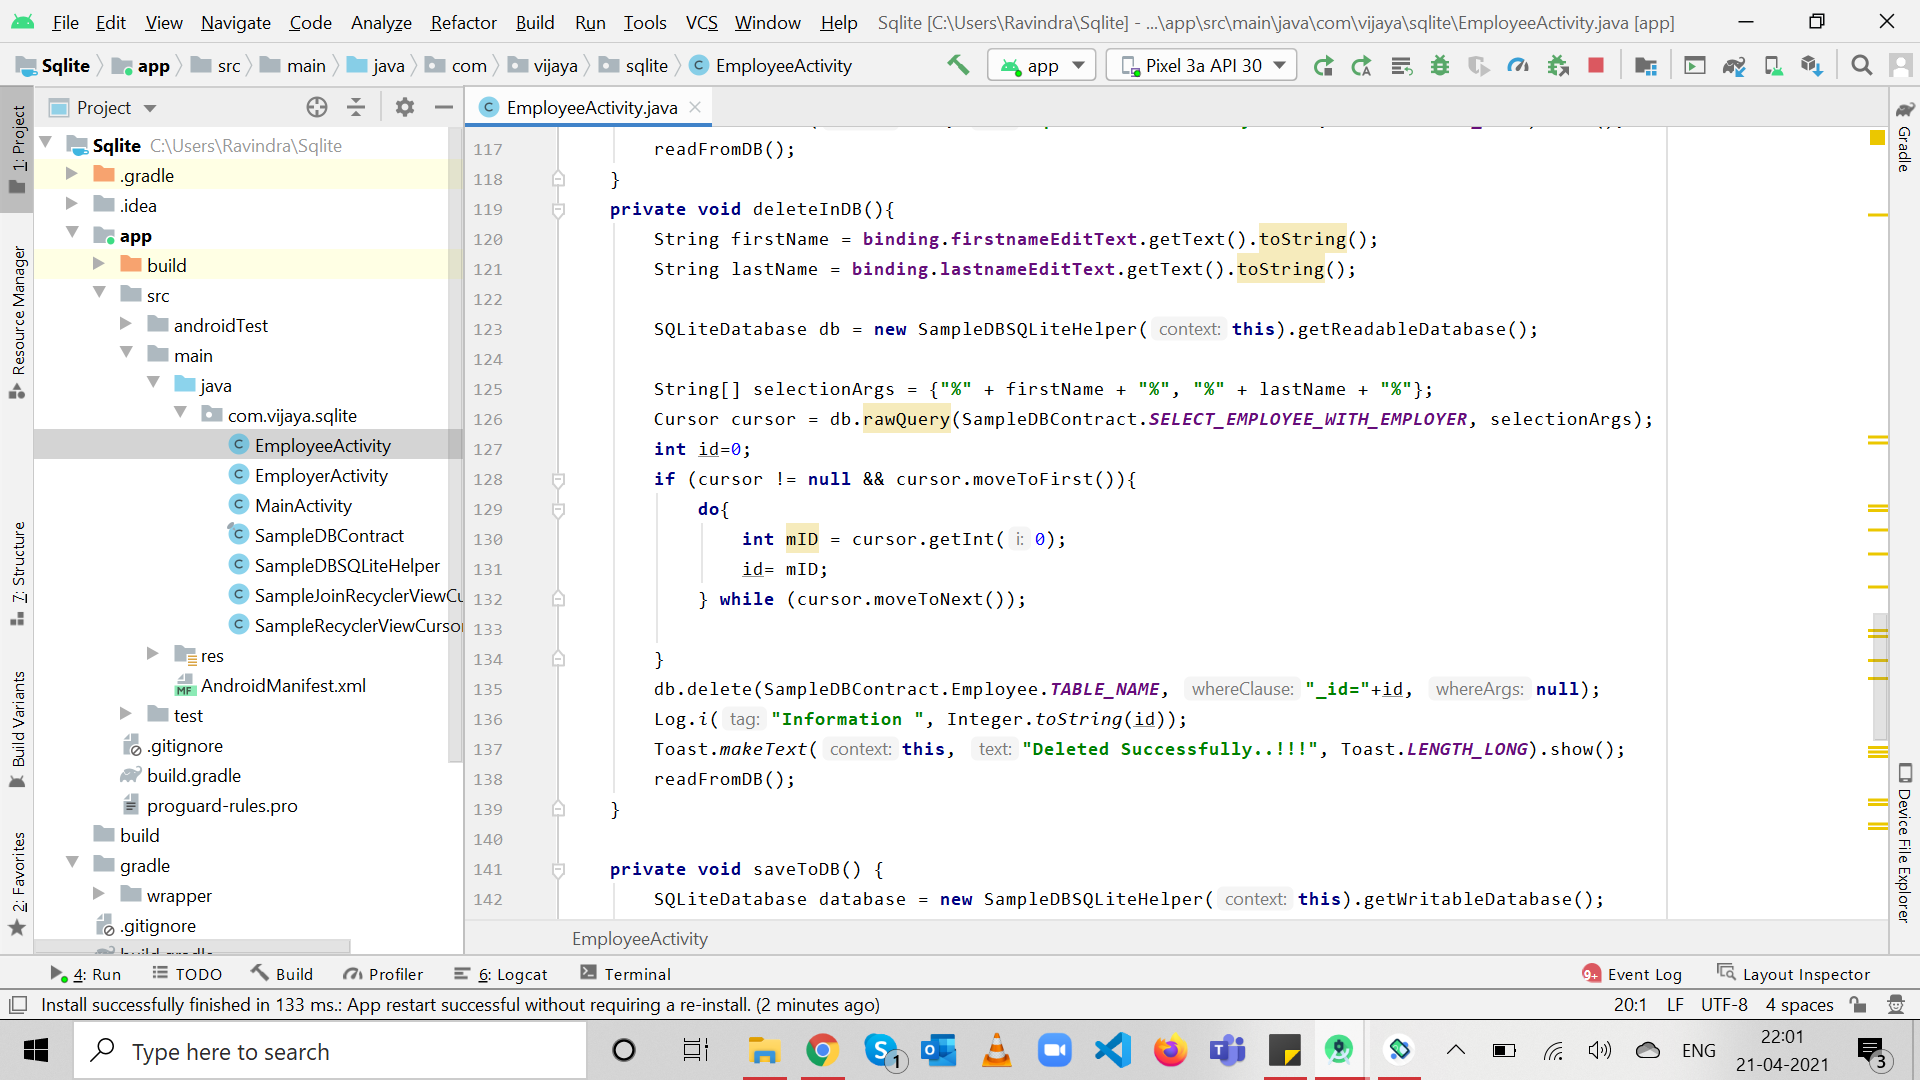 File Edit View Navigate Code Analyze Refactor Build Run Tools VCS Window Help Sqlite [C:\Users\Ravindra\Sqlite] - ...\app\src\main\java\com\vijaya\sqlite\EmployeeActivity.java [app]
Sqlite app src main java com vijaya sqlite EmployeeActivity app Pixel 3a API 30
Project EmployeeActivity.java
1: Project
Resource Manager
7: Structure
Build Variants
2: Favorites
Sqlite C:\Users\Ravindra\Sqlite
.gradle
.idea
app
build
src
androidTest
main
java
com.vijaya.sqlite
EmployeeActivity
EmployerActivity
MainActivity
SampleDBContract
SampleDBSQLiteHelper
SampleJoinRecyclerViewCu
SampleRecyclerViewCursor
res
MF AndroidManifest.xml
test
.gitignore
build.gradle
proguard-rules.pro
build
gradle
wrapper
.gitignore
117 readFromDB();
118 }
119 private void deleteInDB(){
120 String firstName = binding.firstnameEditText.getText().toString();
121 String lastName = binding.lastnameEditText.getText().toString();
122
123 SQLiteDatabase db = new SampleDBSQLiteHelper( context: this).getReadableDatabase();
124
125 String[] selectionArgs = {"%" + firstName + "%", "%" + lastName + "%"};
126 Cursor cursor = db.rawQuery(SampleDBContract.SELECT_EMPLOYEE_WITH_EMPLOYER, selectionArgs);
127 int id=0;
128 if (cursor != null && cursor.moveToFirst()){
129 do{
130 int mID = cursor.getInt( i: 0);
131 id= mID;
132 } while (cursor.moveToNext());
133
134 }
135 db.delete(SampleDBContract.Employee.TABLE_NAME, whereClause: "_id="+id, whereArgs: null);
136 Log.i( tag: "Information ", Integer.toString(id));
137 Toast.makeText( context: this, text: "Deleted Successfully..!!!", Toast.LENGTH_LONG).show();
138 readFromDB();
139 }
140
141 private void saveToDB() {
142 SQLiteDatabase database = new SampleDBSQLiteHelper( context: this).getWritableDatabase();
EmployeeActivity
Gradle
Device File Explorer
4: Run TODO Build Profiler 6: Logcat Terminal 9+ Event Log Layout Inspector
Install successfully finished in 133 ms.: App restart successful without requiring a re-install. (2 minutes ago) 20:1 LF UTF-8 4 spaces
Type here to search 1 ENG 22:01
21-04-2021 3